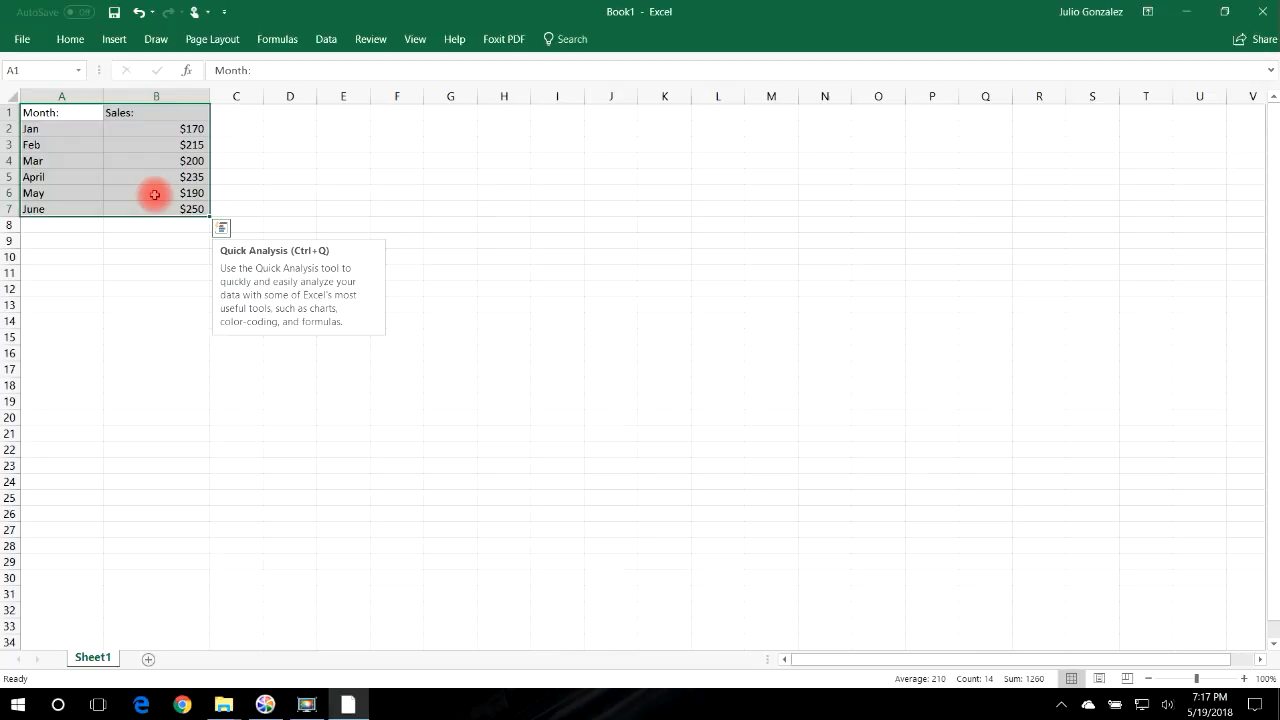 AutoSave Off
Book1 - Excel
Julio Gonzalez
File Home Insert Draw Page Layout Formulas Data Review View Help Foxit PDF Search Share
A1 fx Month:
A B C D E F G H I J K L M N O P Q R S T U V
1 Month: Sales:
2 Jan $170
3 Feb $215
4 Mar $200
5 April $235
6 May $190
7 June $250
8
9
Quick Analysis (Ctrl+Q)
10
Use the Quick Analysis tool to
11
quickly and easily analyze your
12
data with some of Excel's most
13
useful tools, such as charts,
14
color-coding, and formulas.
15
16
17
18
19
20
21
22
23
24
25
26
27
28
29
30
31
32
33
34
Sheet1
Ready Average: 210 Count: 14 Sum: 1260 100%
7:17 PM
5/19/2018